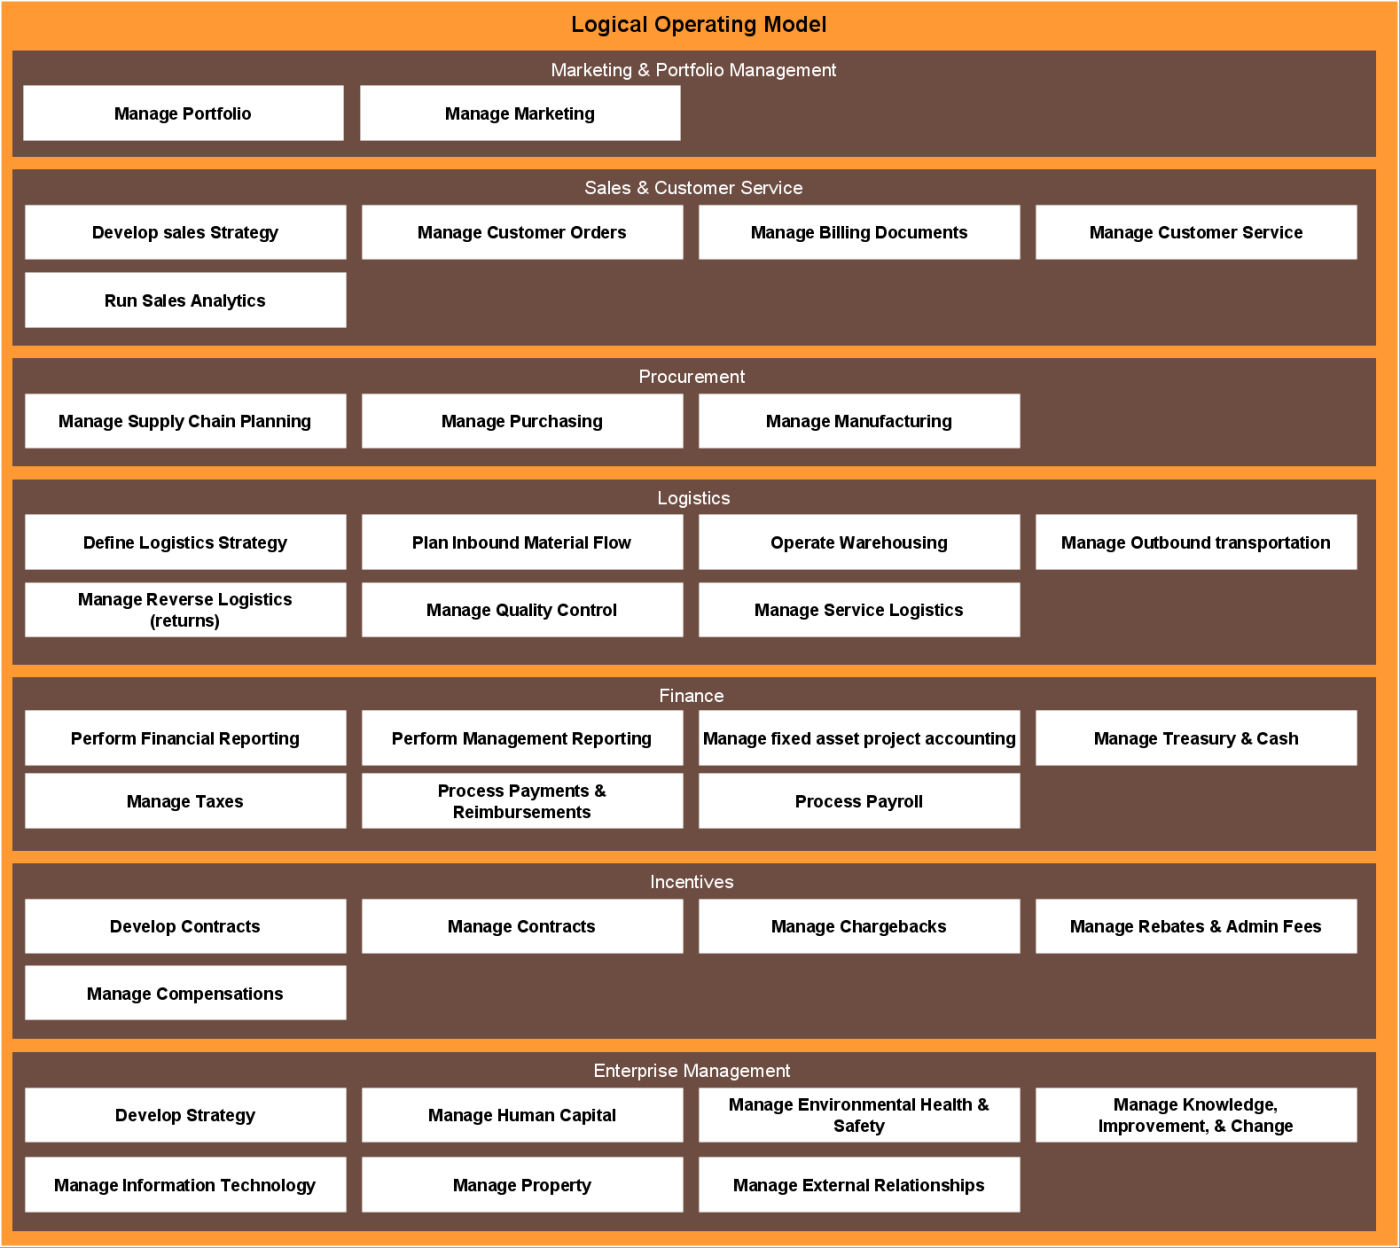 Logical Operating Model
Marketing & Portfolio Management
Manage Portfolio
Manage Marketing
Sales & Customer Service
Develop sales Strategy
Manage Customer Orders
Manage Billing Documents
Manage Customer Service
Run Sales Analytics
Procurement
Manage Supply Chain Planning
Manage Purchasing
Manage Manufacturing
Logistics
Define Logistics Strategy
Plan Inbound Material Flow
Operate Warehousing
Manage Outbound transportation
Manage Reverse Logistics
(returns)
Manage Quality Control
Manage Service Logistics
Finance
Perform Financial Reporting
Perform Management Reporting
Manage fixed asset project accounting
Manage Treasury & Cash
Manage Taxes
Process Payments &
Reimbursements
Process Payroll
Incentives
Develop Contracts
Manage Contracts
Manage Chargebacks
Manage Rebates & Admin Fees
Manage Compensations
Enterprise Management
Develop Strategy
Manage Human Capital
Manage Environmental Health &
Safety
Manage Knowledge,
Improvement, & Change
Manage Information Technology
Manage Property
Manage External Relationships